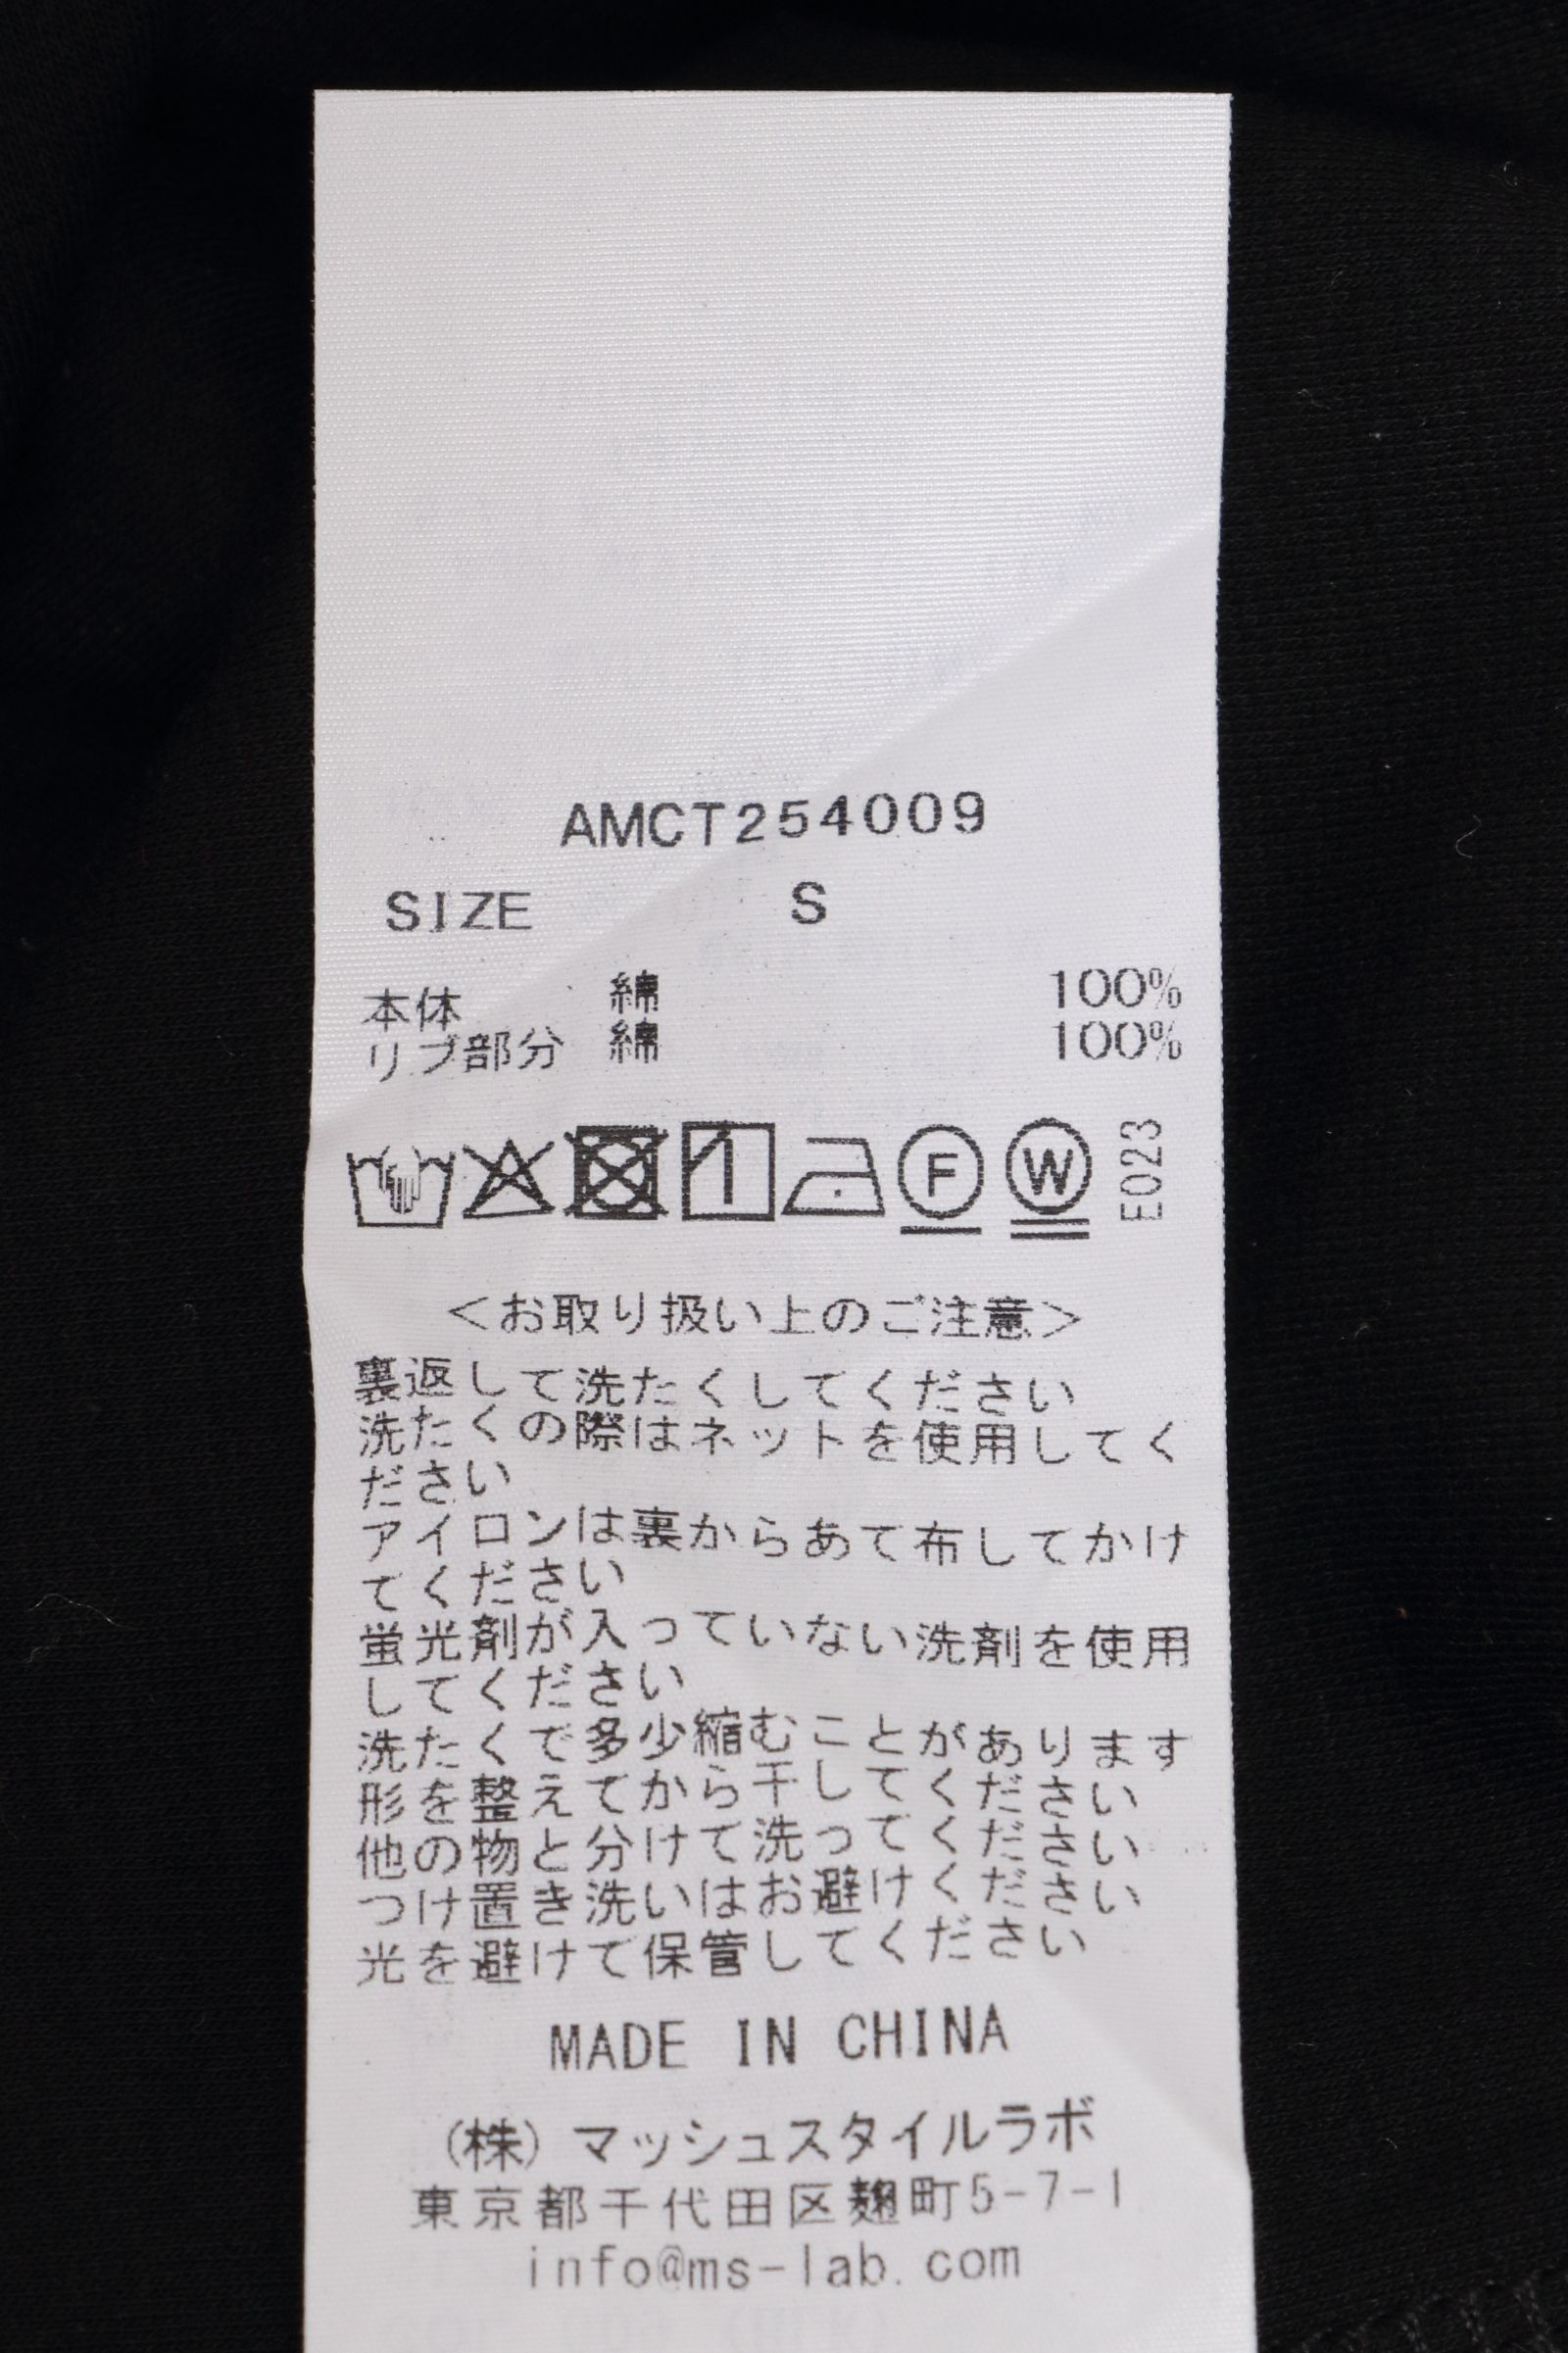 AMCT254009
SIZE S
本体 綿 100%
リブ部分 綿 100%
F W E023
<お取り扱い上のご注意>
裏返して洗たくしてください
洗たくの際はネットを使用してく
ださい
アイロンは裏からあて布してかけ
てください
蛍光剤が入っていない洗剤を使用
してください
洗たくで多少縮むことがあります
形を整えてから干してください
他の物と分けて洗ってください
つけ置き洗いはお避けください
光を避けて保管してください
MADE IN CHINA
(株)マッシュスタイルラボ
東京都千代田区麹町5-7-1
info@ms-lab.com